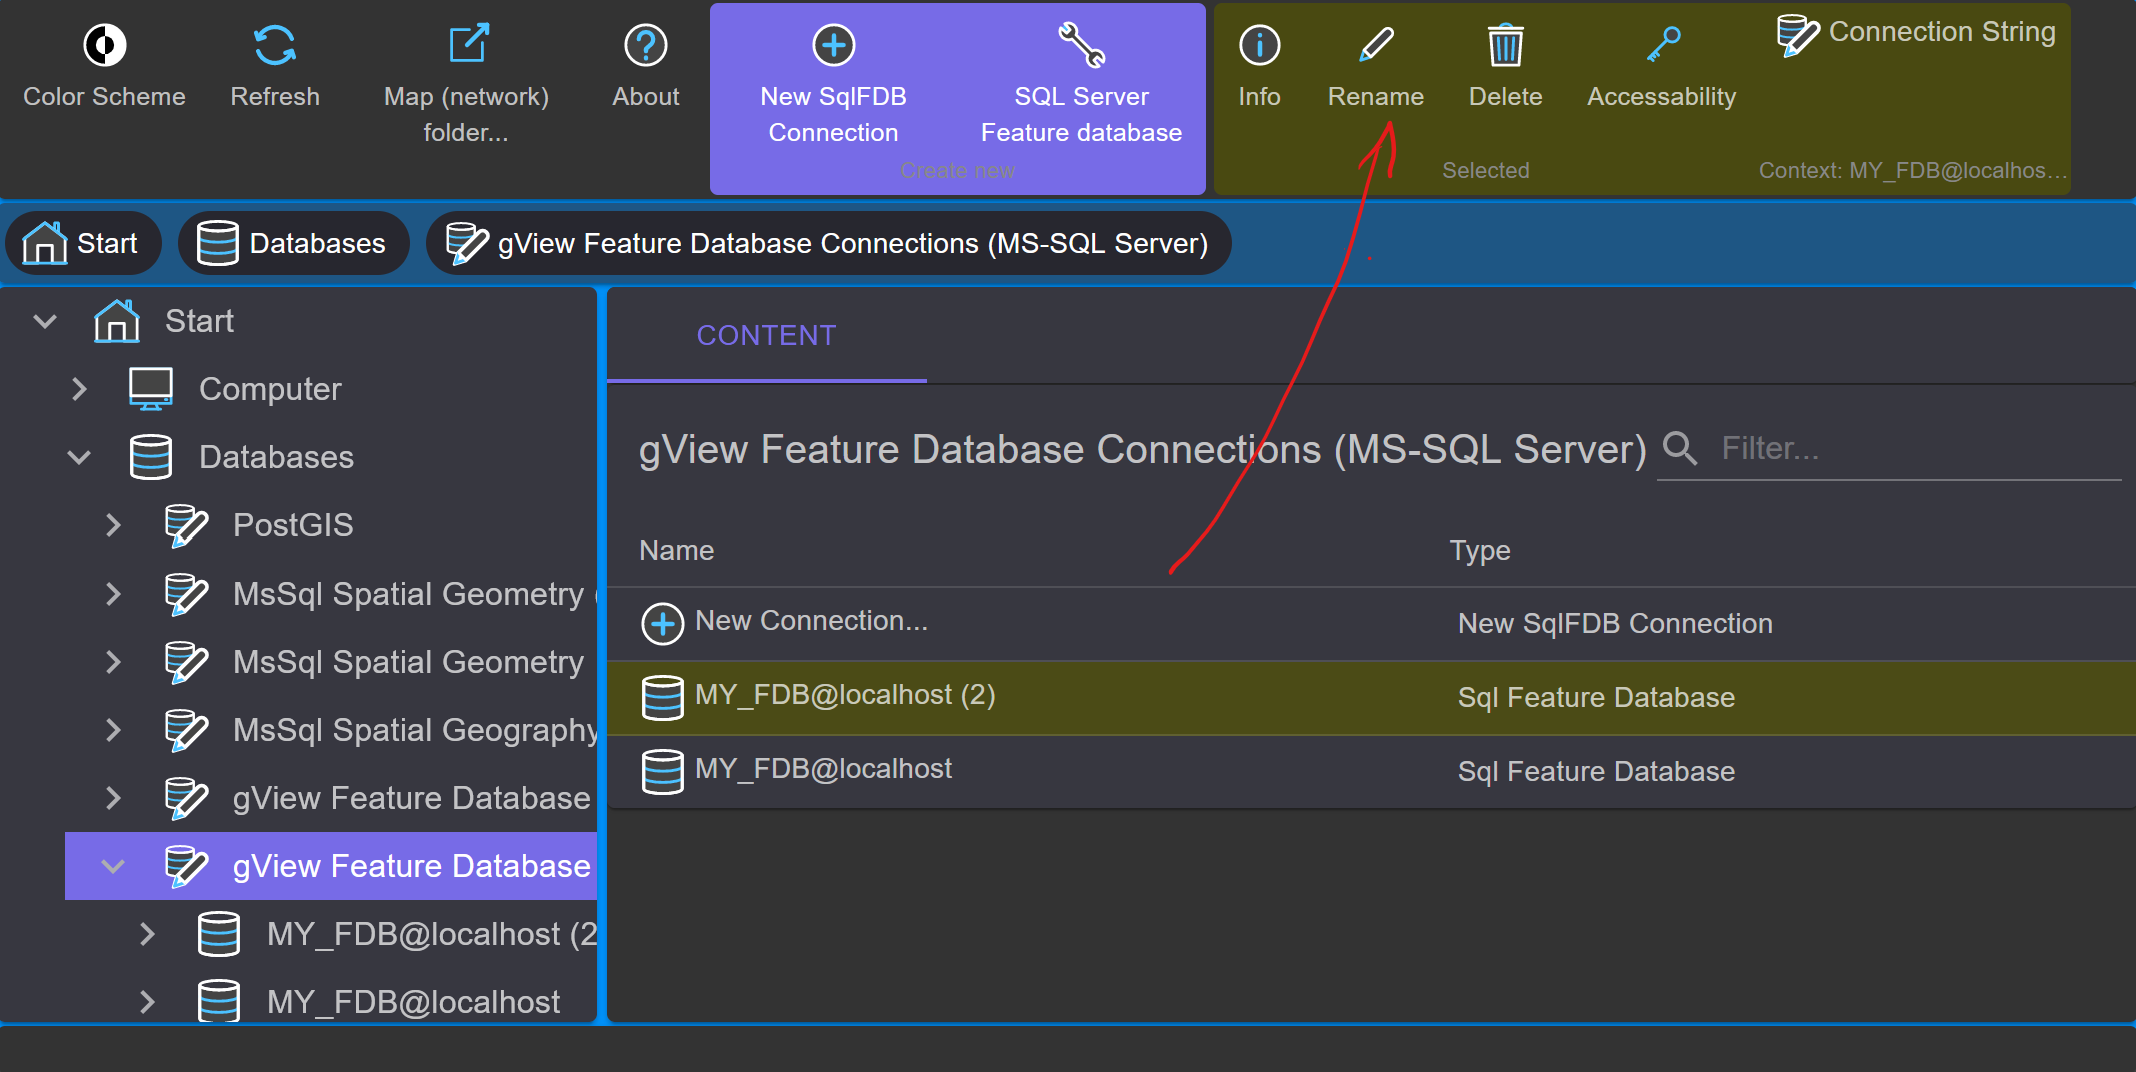 Color Scheme
Refresh
Map (network)
folder...
About
New SqlFDB
Connection
SQL Server
Feature database
Create new
Info
Rename
Delete
Accessability
Connection String
Selected
Context: MY_FDB@localhos...
Start
Databases
gView Feature Database Connections (MS-SQL Server)
Start
Computer
Databases
PostGIS
MsSql Spatial Geometry (
MsSql Spatial Geometry
MsSql Spatial Geography
gView Feature Database
gView Feature Database
MY_FDB@localhost (2
MY_FDB@localhost
CONTENT
gView Feature Database Connections (MS-SQL Server)
Filter...
Name
Type
New Connection...
New SqlFDB Connection
MY_FDB@localhost (2)
Sql Feature Database
MY_FDB@localhost
Sql Feature Database